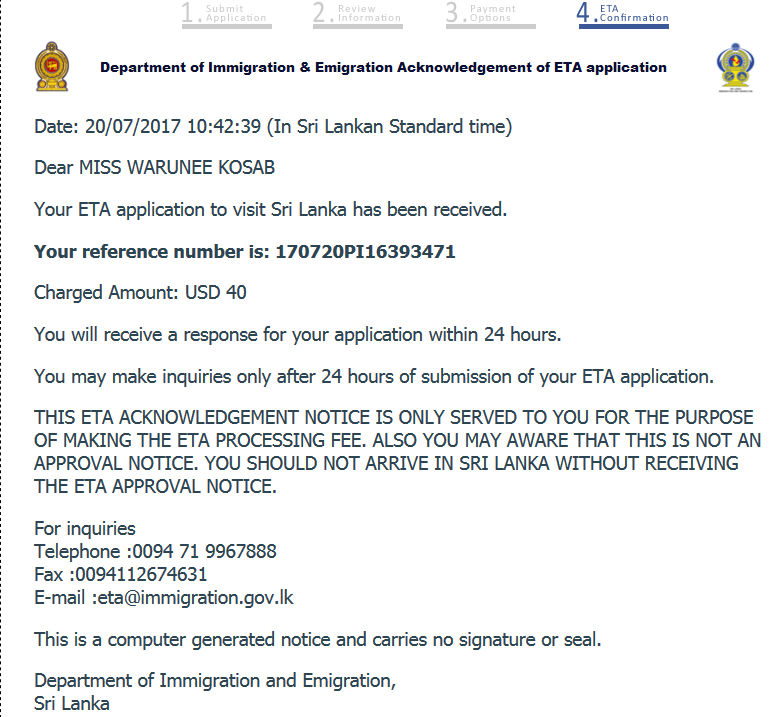 1. Submit Application 2. Review Information 3. Payment Options 4. ETA Confirmation
Department of Immigration & Emigration Acknowledgement of ETA application
Date: 20/07/2017 10:42:39 (In Sri Lankan Standard time)
Dear MISS WARUNEE KOSAB
Your ETA application to visit Sri Lanka has been received.
Your reference number is: 170720PI16393471
Charged Amount: USD 40
You will receive a response for your application within 24 hours.
You may make inquiries only after 24 hours of submission of your ETA application.
THIS ETA ACKNOWLEDGEMENT NOTICE IS ONLY SERVED TO YOU FOR THE PURPOSE
OF MAKING THE ETA PROCESSING FEE. ALSO YOU MAY AWARE THAT THIS IS NOT AN
APPROVAL NOTICE. YOU SHOULD NOT ARRIVE IN SRI LANKA WITHOUT RECEIVING
THE ETA APPROVAL NOTICE.
For inquiries
Telephone :0094 71 9967888
Fax :0094112674631
E-mail :eta@immigration.gov.lk
This is a computer generated notice and carries no signature or seal.
Department of Immigration and Emigration,
Sri Lanka